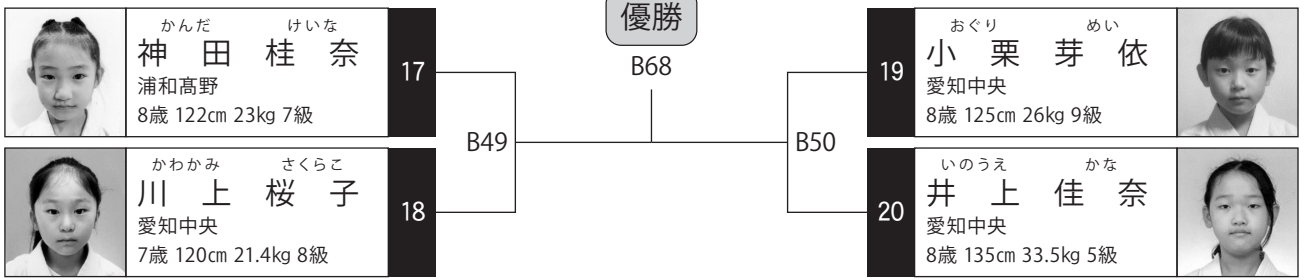 優勝
B68
かんだ けいな
神田 桂奈
浦和髙野
8歳 122㎝ 23kg 7級
17
かわかみ さくらこ
川上 桜子
愛知中央
7歳 120㎝ 21.4kg 8級
18
B49
B50
19
おぐり めい
小栗 芽依
愛知中央
8歳 125㎝ 26kg 9級
20
いのうえ かな
井上 佳奈
愛知中央
8歳 135㎝ 33.5kg 5級